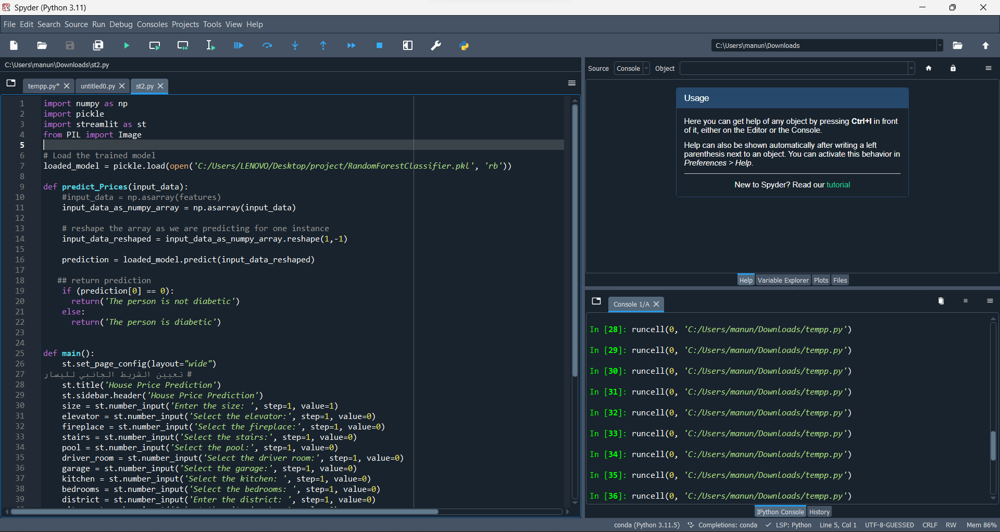 Spyder (Python 3.11)
File Edit Search Source Run Debug Consoles Projects Tools View Help
C:\Users\manun\Downloads
C:\Users\manun\Downloads\st2.py
tempp.py* untitled0.py st2.py
1 import numpy as np
2 import pickle
3 import streamlit as st
4 from PIL import Image
5
6 # Load the trained model
7 loaded_model = pickle.load(open('C:/Users/LENOVO/Desktop/project/RandomForestClassifier.pkl', 'rb'))
8
9 def predict_Prices(input_data):
10 #input_data = np.asarray(features)
11 input_data_as_numpy_array = np.asarray(input_data)
12
13 # reshape the array as we are predicting for one instance
14 input_data_reshaped = input_data_as_numpy_array.reshape(1,-1)
15
16 prediction = loaded_model.predict(input_data_reshaped)
17
18 ## return prediction
19 if (prediction[0] == 0):
20 return('The person is not diabetic')
21 else:
22 return('The person is diabetic')
23
24
25 def main():
26 st.set_page_config(layout="wide")
27 # تعيين الشريط الجانبي لليسار
28 st.title('House Price Prediction')
29 st.sidebar.header('House Price Prediction')
30 size = st.number_input('Enter the size: ', step=1, value=1)
31 elevator = st.number_input('Select the elevator:', step=1, value=0)
32 fireplace = st.number_input('Select the fireplace:', step=1, value=0)
33 stairs = st.number_input('Select the stairs:', step=1, value=0)
34 pool = st.number_input('Select the pool:', step=1, value=0)
35 driver_room = st.number_input('Select the driver room:', step=1, value=0)
36 garage = st.number_input('Select the garage:', step=1, value=0)
37 kitchen = st.number_input('Select the kitchen: ', step=1, value=0)
38 bedrooms = st.number_input('Select the bedrooms: ', step=1, value=0)
39 district = st.number_input('Enter the district: ', step=1, value=0)
Source Console Object
Usage
Here you can get help of any object by pressing Ctrl+I in front
of it, either on the Editor or the Console.
Help can also be shown automatically after writing a left
parenthesis next to an object. You can activate this behavior in
Preferences > Help.
New to Spyder? Read our tutorial
Help Variable Explorer Plots Files
Console 1/A
In [28]: runcell(0, 'C:/Users/manun/Downloads/tempp.py')
In [29]: runcell(0, 'C:/Users/manun/Downloads/tempp.py')
In [30]: runcell(0, 'C:/Users/manun/Downloads/tempp.py')
In [31]: runcell(0, 'C:/Users/manun/Downloads/tempp.py')
In [32]: runcell(0, 'C:/Users/manun/Downloads/tempp.py')
In [33]: runcell(0, 'C:/Users/manun/Downloads/tempp.py')
In [34]: runcell(0, 'C:/Users/manun/Downloads/tempp.py')
In [35]: runcell(0, 'C:/Users/manun/Downloads/tempp.py')
In [36]: runcell(0, 'C:/Users/manun/Downloads/tempp.py')
IPython Console History
conda (Python 3.11.5) Completions: conda LSP: Python Line 5, Col 1 UTF-8-GUESSED CRLF RW Mem 86%